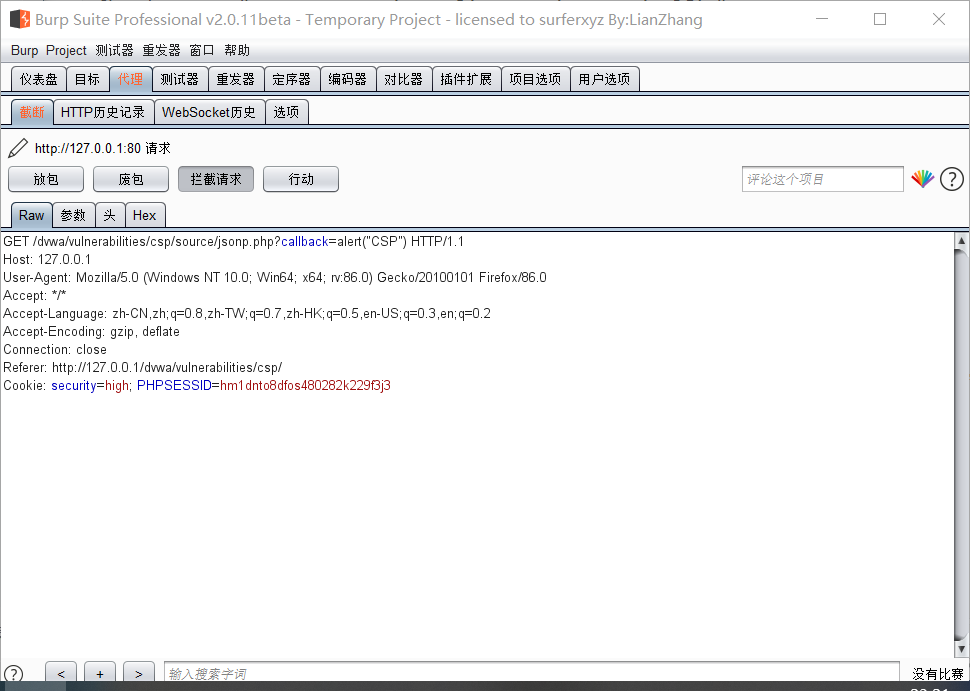 Burp Suite Professional v2.0.11beta - Temporary Project - licensed to surferxyz By:LianZhang
Burp Project 测试器 重发器 窗口 帮助
仪表盘 目标 代理 测试器 重发器 定序器 编码器 对比器 插件扩展 项目选项 用户选项
截断 HTTP历史记录 WebSocket历史 选项
http://127.0.0.1:80 请求
放包 废包 拦截请求 行动 评论这个项目 ?
Raw 参数 头 Hex
GET /dvwa/vulnerabilities/csp/source/jsonp.php?callback=alert("CSP") HTTP/1.1
Host: 127.0.0.1
User-Agent: Mozilla/5.0 (Windows NT 10.0; Win64; x64; rv:86.0) Gecko/20100101 Firefox/86.0
Accept: */*
Accept-Language: zh-CN,zh;q=0.8,zh-TW;q=0.7,zh-HK;q=0.5,en-US;q=0.3,en;q=0.2
Accept-Encoding: gzip, deflate
Connection: close
Referer: http://127.0.0.1/dvwa/vulnerabilities/csp/
Cookie: security=high; PHPSESSID=hm1dnto8dfos480282k229f3j3
? < + > 输入搜索字词 没有比赛